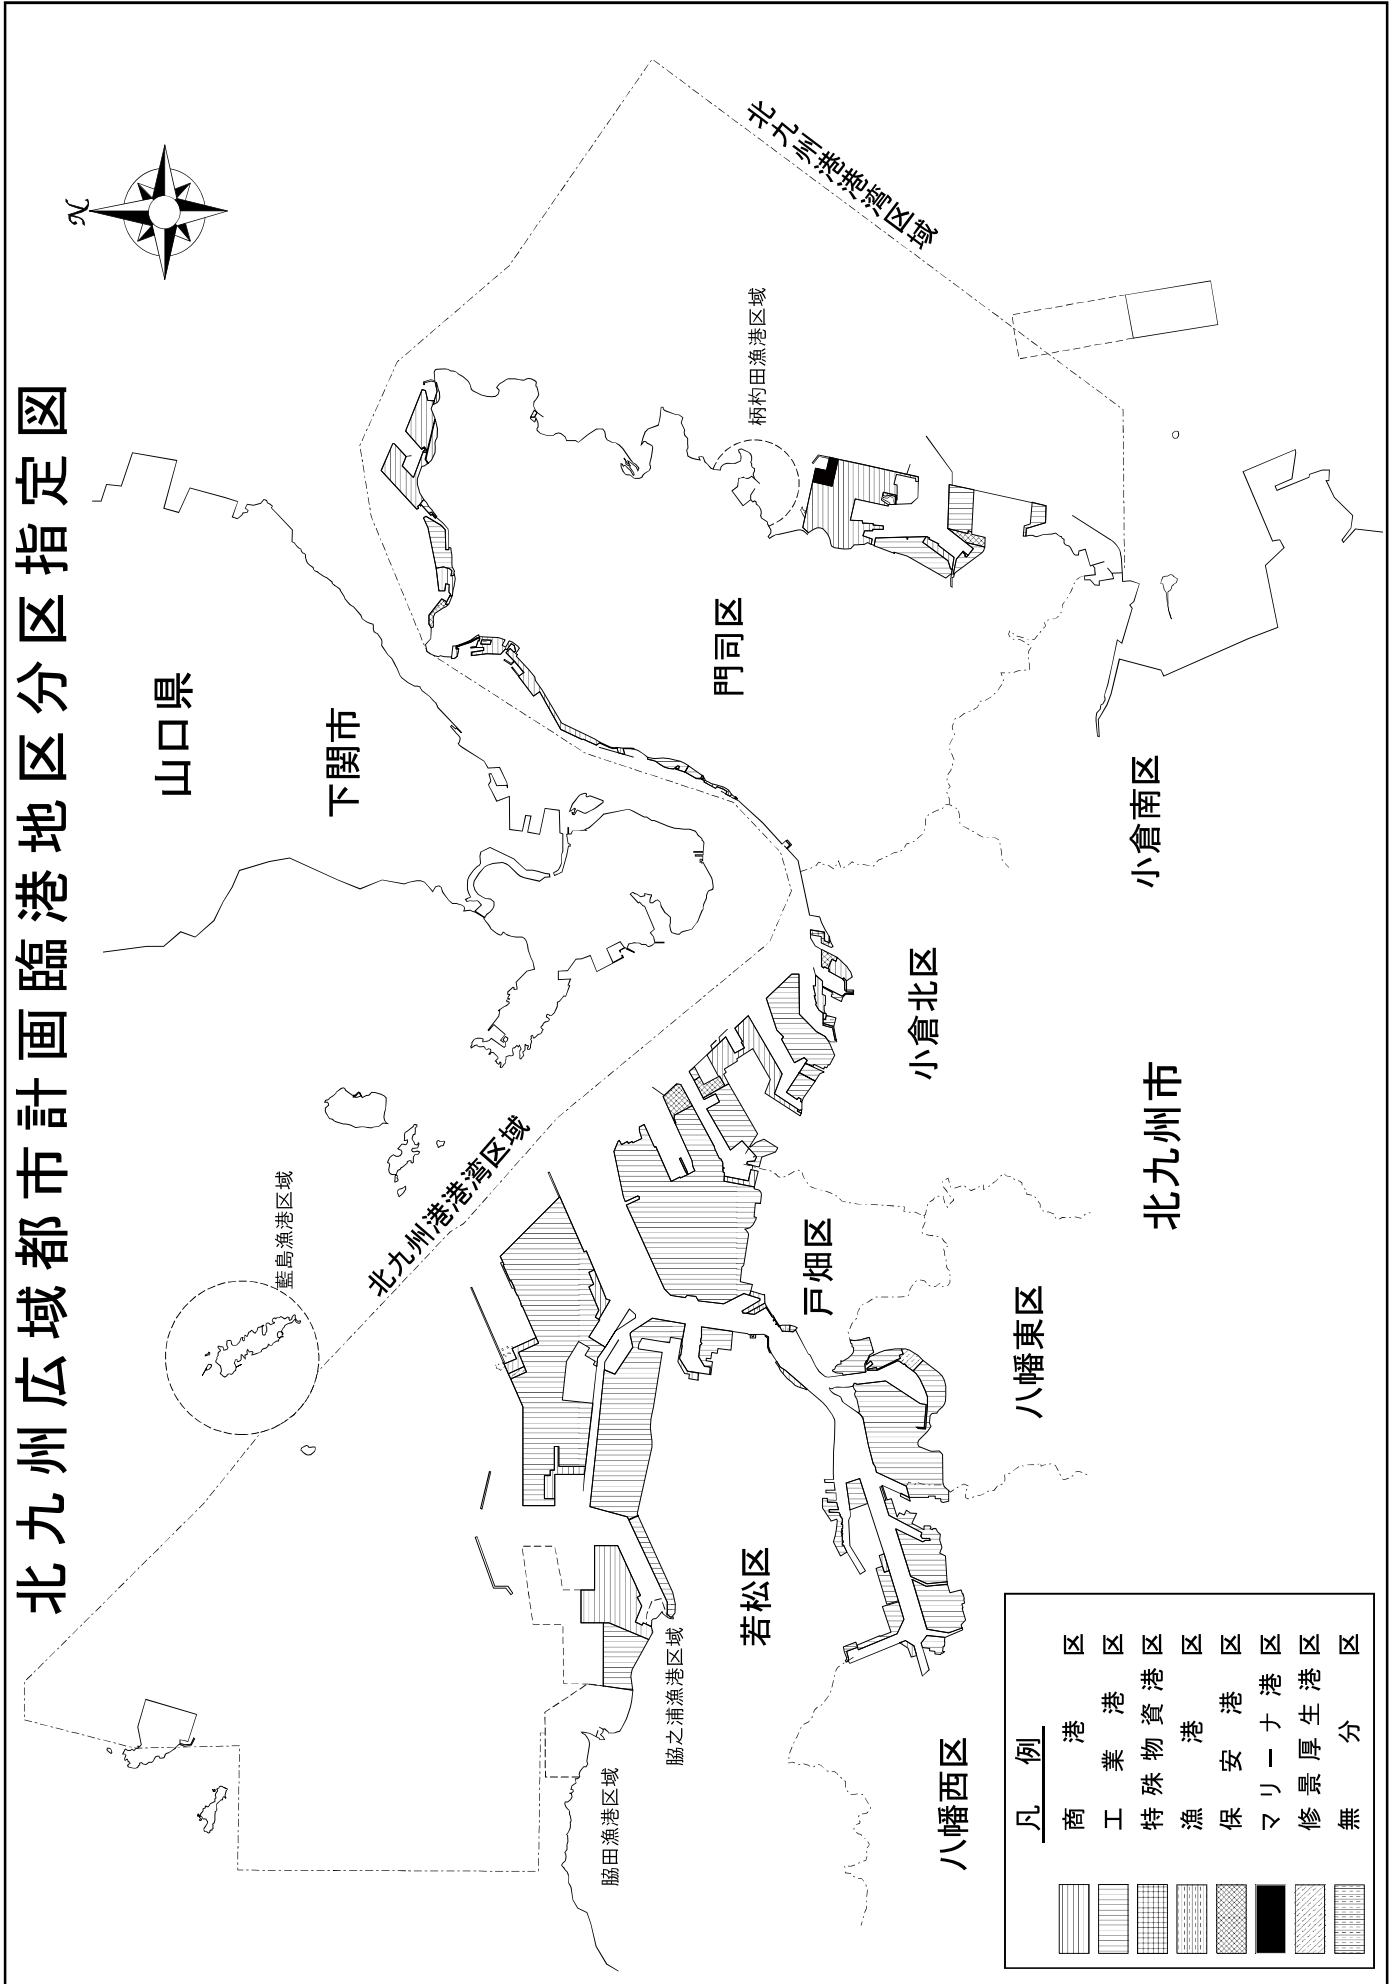 北九州広域都市計画臨港地区分区指定図
N
山口県
下関市
北九州港港湾区域
柄杓田漁港区域
門司区
藍島漁港区域
北九州港港湾区域
小倉南区
小倉北区
北九州市
戸畑区
八幡東区
若松区
脇之浦漁港区域
脇田漁港区域
八幡西区
凡例
商港区
工業港区
特殊物資港区
漁港区
保安港区
マリーナ港区
修景厚生港区
無分区